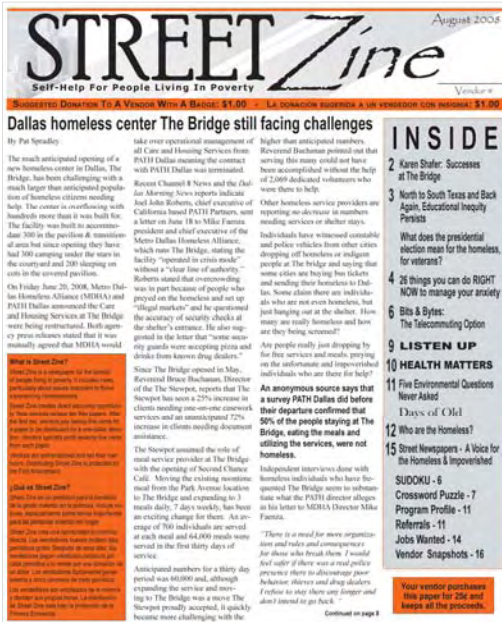 August 2008
STREET Zine
Self-Help For People Living In Poverty
Vendor #
SUGGESTED DONATION TO A VENDOR WITH A BADGE: $1.00 - LA DONACION SUGERIDA A UN VENDEDOR CON INSIGNIA: $1.00
Dallas homeless center The Bridge still facing challenges
By Pat Spradley
The much anticipated opening of a
new homeless center in Dallas, The
Bridge, has been challenging with a
much larger than anticipated popula-
tion of homeless citizens needing
help. The center is overflowing with
hundreds more than it was built for.
The facility was built to accommo-
date 300 in the pavilion & transition-
al area but since opening they have
had 300 camping under the stars in
the courtyard and 200 sleeping on
cots in the covered pavilion.
On Friday June 20, 2008, Metro Dal-
las Homeless Alliance (MDHA) and
PATH Dallas announced the Care
and Housing Services at The Bridge
were being restructured. Both agen-
cy press releases stated that it was
mutually agreed that MDHA would
What is Street Zine?
¿Qué es Street Zine?
take over operational management of
all Care and Housing Services from
PATH Dallas meaning the contract
with PATH Dallas was terminated.
Recent Channel 8 News and the Dal-
las Morning News reports indicate
Joel John Roberts, chief executive of
California based PATH Partners, sent
a letter on June 18 to Mike Faenza
president and chief executive of the
Metro Dallas Homeless Alliance,
which runs The Bridge, stating the
facility "operated in crisis mode"
without a "clear line of authority."
Roberts stated that overcrowding
was in part because of people who
preyed on the homeless and set up
"illegal markets" and he questioned
the accuracy of security checks at
the shelter's entrance. He also sug-
gested in the letter that "some secu-
rity guards were accepting pizza and
drinks from known drug dealers."
Since The Bridge opened in May,
Reverend Bruce Buchanan, Director
of The Stewpot, reports that The
Stewpot has seen a 25% increase in
clients needing one-on-one casework
services and an unanticipated 72%
increase in clients needing document
assistance.
The Stewpot assumed the role of
meal service provider at The Bridge
with the opening of Second Chance
Café. Moving the existing noontime
meal from the Park Avenue location
to The Bridge and expanding to 3
meals daily, 7 days weekly, has been
an exciting change for them. An av-
erage of 700 individuals are served
at each meal and 64,000 meals were
served in the first thirty days of
service.
Anticipated numbers for a thirty day
period was 60,000 and, although
expanding the service and mov-
ing to The Bridge was a move The
Stewpot proudly accepted, it quickly
became more challenging with the
higher than anticipated numbers.
Reverend Buchanan pointed out that
serving this many could not have
been accomplished without the help
of 2,069 dedicated volunteers who
were there to help.
Other homeless service providers are
reporting no decrease in numbers
needing services or shelter stays.
Individuals have witnessed constable
and police vehicles from other cities
dropping off homeless or indigent
people at The Bridge and saying that
some cities are buying bus tickets
and sending their homeless to Dal-
las. Some claim there are individu-
als who are not even homeless, but
just hanging out at the shelter. How
many are really homeless and how
are they being screened?
Are people really just dropping by
for free services and meals, preying
on the unfortunate and impoverished
individuals who are there for help?
An anonymous source says that
a survey PATH Dallas did before
their departure confirmed that
50% of the people staying at The
Bridge, eating the meals and
utilizing the services, were not
homeless.
Independent interviews done with
homeless individuals who have fre-
quented The Bridge seem to substan-
tiate what the PATH director alleges
in his letter to MDHA Director Mike
Faenza.
"There is a need for more organiza-
tion and rules and consequences
for those who break them. I would
feel safer if there was a real police
presence there to discourage poor
behavior, thieves and drug dealers.
I refuse to stay there any longer and
don't intend to go back."
Continued on page 8
INSIDE
2 Karen Shafer: Successes
at The Bridge
3 North to South Texas and Back
Again, Educational Inequity
Persists
What does the presidential
election mean for the homeless,
for veterans?
4 26 things you can do RIGHT
NOW to manage your anxiety
6 Bits & Bytes:
The Telecommuting Option
9 LISTEN UP
10 HEALTH MATTERS
11 Five Environmental Questions
Never Asked
Days of Old
12 Who are the Homeless?
15 Street Newspapers - A Voice for
the Homeless & Impoverished
SUDOKU - 6
Crossword Puzzle - 7
Program Profile - 11
Referrals - 11
Jobs Wanted - 14
Vendor Snapshots - 16
Your vendor purchases
this paper for 25¢ and
keeps all the proceeds.